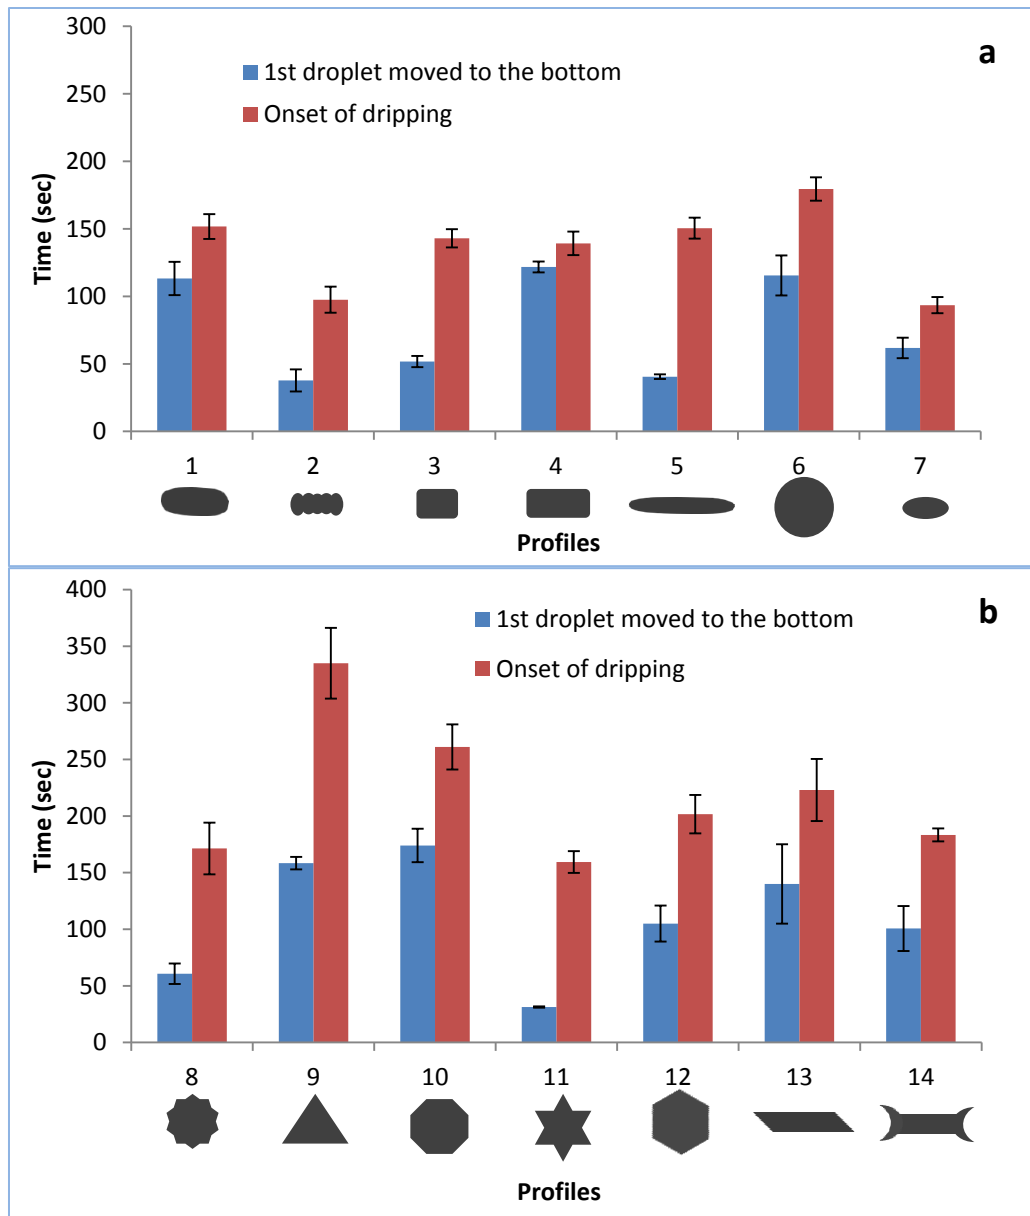 300
a
1st droplet moved to the bottom
250
Onset of dripping
200
150
100
50
0
Time (sec)
1 2 3 4 5 6 7
Profiles
400
b
1st droplet moved to the bottom
350
Onset of dripping
300
250
200
150
100
50
0
Time (sec)
8 9 10 11 12 13 14
Profiles